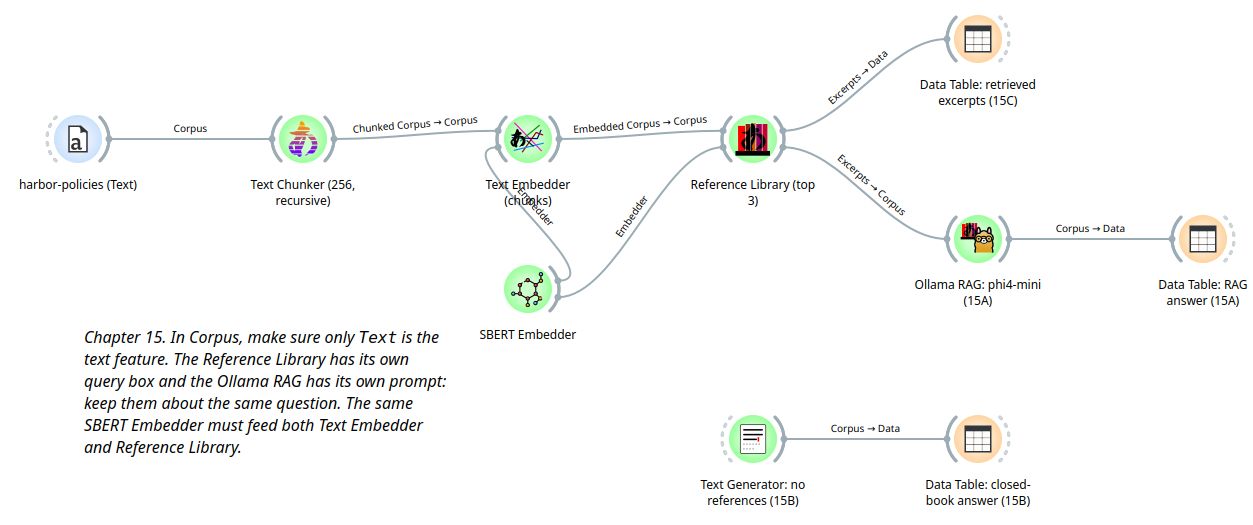 Excerpts → Data
Data Table: retrieved
excerpts (15C)
a
Corpus
harbor-policies (Text)
Chunked Corpus → Corpus
Text Chunker (256,
recursive)
Embedded Corpus → Corpus
Text Embedder
(chunks)
Embedder
Embedder
Reference Library (top
3)
Excerpts → Corpus
Corpus → Data
Ollama RAG: phi4-mini
(15A)
Data Table: RAG
answer (15A)
SBERT Embedder
Chapter 15. In Corpus, make sure only Text is the
text feature. The Reference Library has its own
query box and the Ollama RAG has its own prompt:
keep them about the same question. The same
SBERT Embedder must feed both Text Embedder
and Reference Library.
Corpus → Data
Text Generator: no
references (15B)
Data Table: closed-
book answer (15B)